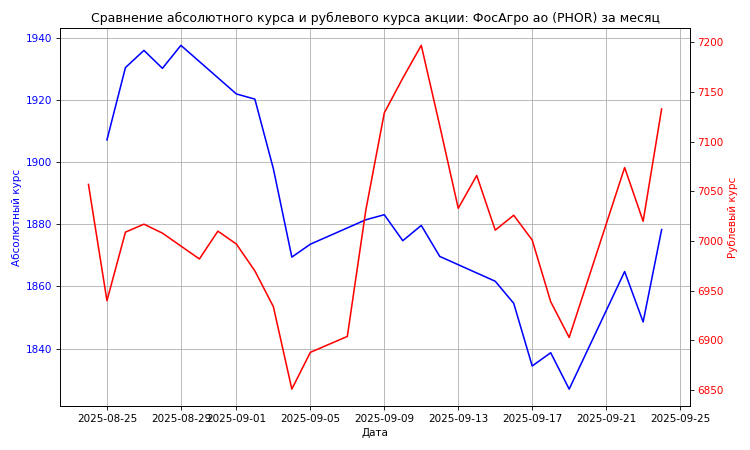 Сравнение абсолютного курса и рублевого курса акции: ФосАгро ао (PHOR) за месяц
1940
1920
1900
1880
1860
1840
Абсолютный курс
7200
7150
7100
7050
7000
6950
6900
6850
Рублевый курс
2025-08-25 2025-08-29 2025-09-01 2025-09-05 2025-09-09 2025-09-13 2025-09-17 2025-09-21 2025-09-25
Дата